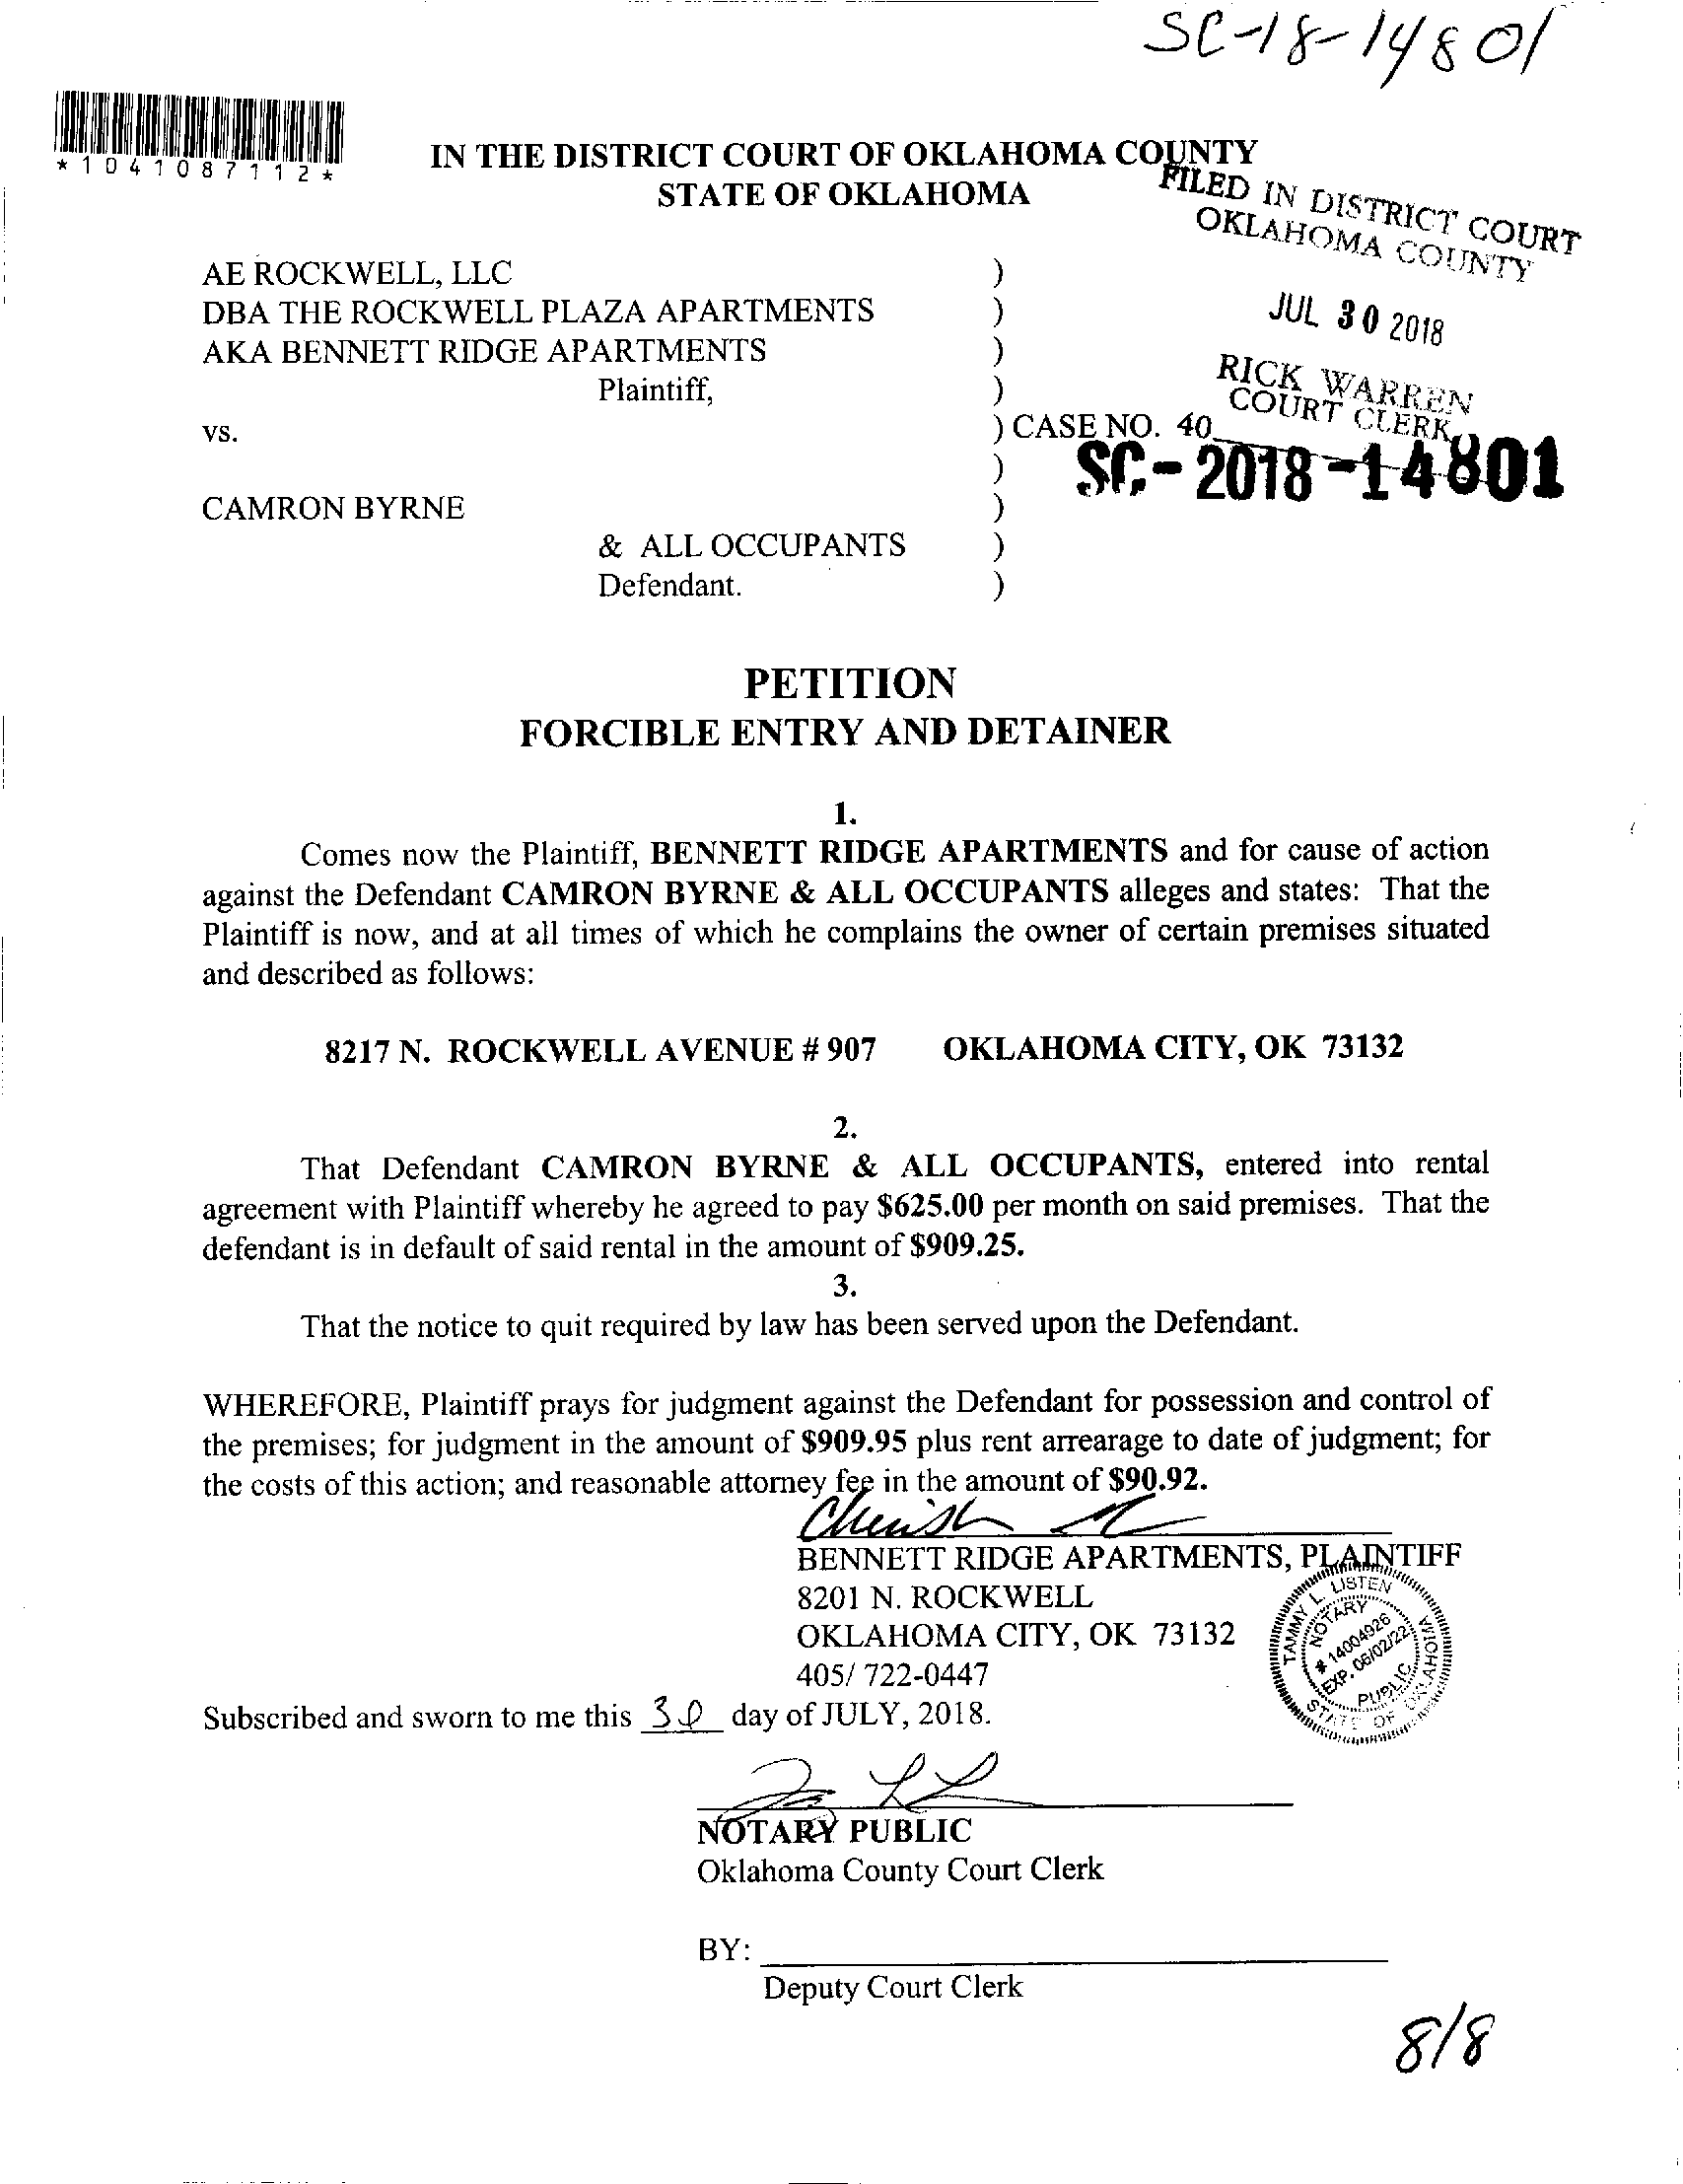 SC-18-14801
*1041087112*
IN THE DISTRICT COURT OF OKLAHOMA COUNTY
STATE OF OKLAHOMA
FILED IN DISTRICT COURT
OKLAHOMA COUNTY
JUL 30 2018
RICK WARREN
COURT CLERK
40
AE ROCKWELL, LLC )
DBA THE ROCKWELL PLAZA APARTMENTS )
AKA BENNETT RIDGE APARTMENTS )
Plaintiff, )
vs. ) CASE NO.
SC-2018-14801
)
CAMRON BYRNE )
& ALL OCCUPANTS )
Defendant. )
PETITION
FORCIBLE ENTRY AND DETAINER
1.
Comes now the Plaintiff, BENNETT RIDGE APARTMENTS and for cause of action
against the Defendant CAMRON BYRNE & ALL OCCUPANTS alleges and states: That the
Plaintiff is now, and at all times of which he complains the owner of certain premises situated
and described as follows:
8217 N. ROCKWELL AVENUE # 907 OKLAHOMA CITY, OK 73132
2.
That Defendant CAMRON BYRNE & ALL OCCUPANTS, entered into rental
agreement with Plaintiff whereby he agreed to pay $625.00 per month on said premises. That the
defendant is in default of said rental in the amount of $909.25.
3.
That the notice to quit required by law has been served upon the Defendant.
WHEREFORE, Plaintiff prays for judgment against the Defendant for possession and control of
the premises; for judgment in the amount of $909.95 plus rent arrearage to date of judgment; for
the costs of this action; and reasonable attorney fee in the amount of $90.92.
BENNETT RIDGE APARTMENTS, PLAINTIFF
8201 N. ROCKWELL
OKLAHOMA CITY, OK 73132
405/ 722-0447
TAMMY L. LISTEN
NOTARY
# 14004926
EXP. 06/02/22
PUBLIC
STATE OF OKLAHOMA
Subscribed and sworn to me this 30 day of JULY, 2018.
NOTARY PUBLIC
Oklahoma County Court Clerk
BY:
Deputy Court Clerk
8/8